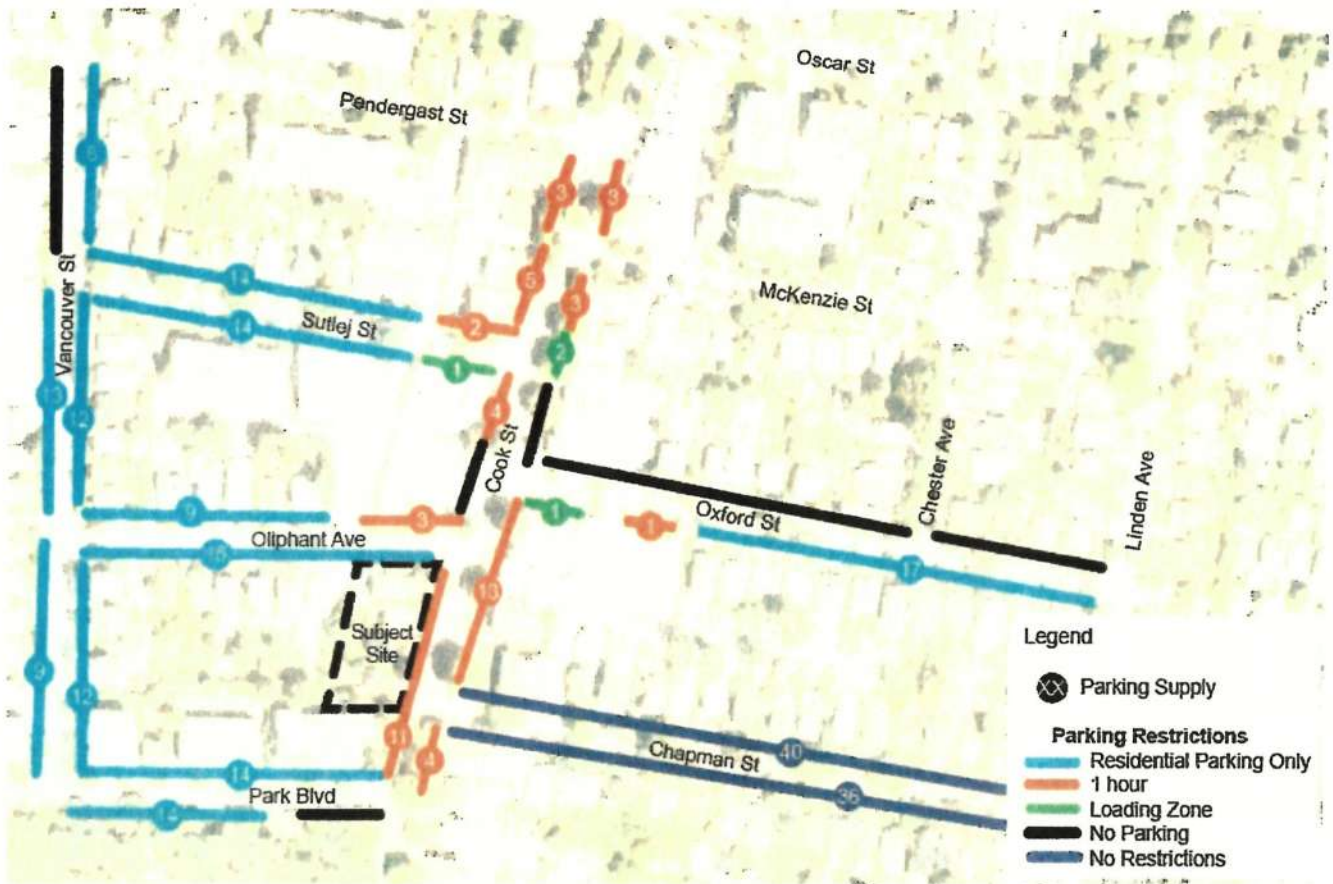 Oscar St
Pendergast St
3
3
14
5
McKenzie St
3
Vancouver St
Sutlej St
2
14
2
1
13
4
12
Cook St
Chester Ave
Linden Ave
9
3
1
1
Oxford St
Oliphant Ave
17
13
Subject
Site
9
12
11
4
Chapman St
40
14
Park Blvd
36
14
Legend
XX Parking Supply
Parking Restrictions
Residential Parking Only
1 hour
Loading Zone
No Parking
No Restrictions